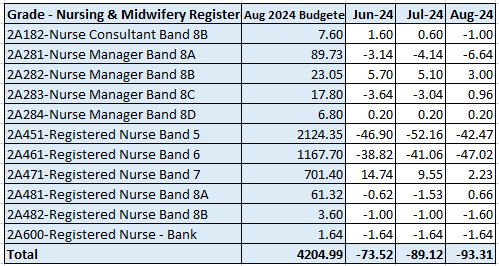 Grade - Nursing & Midwifery Register Aug 2024 Budgete Jun-24 Jul-24 Aug-24
2A182-Nurse Consultant Band 8B 7.60 1.60 0.60 -1.00
2A281-Nurse Manager Band 8A 89.73 -3.14 -4.14 -6.64
2A282-Nurse Manager Band 8B 23.05 5.70 5.10 3.00
2A283-Nurse Manager Band 8C 17.80 -3.64 -3.04 0.96
2A284-Nurse Manager Band 8D 6.80 0.20 0.20 0.20
2A451-Registered Nurse Band 5 2124.35 -46.90 -52.16 -42.47
2A461-Registered Nurse Band 6 1167.70 -38.82 -41.06 -47.02
2A471-Registered Nurse Band 7 701.40 14.74 9.55 2.23
2A481-Registered Nurse Band 8A 61.32 -0.62 -1.53 0.66
2A482-Registered Nurse Band 8B 3.60 -1.00 -1.00 -1.60
2A600-Registered Nurse - Bank 1.64 -1.64 -1.64 -1.64
Total 4204.99 -73.52 -89.12 -93.31